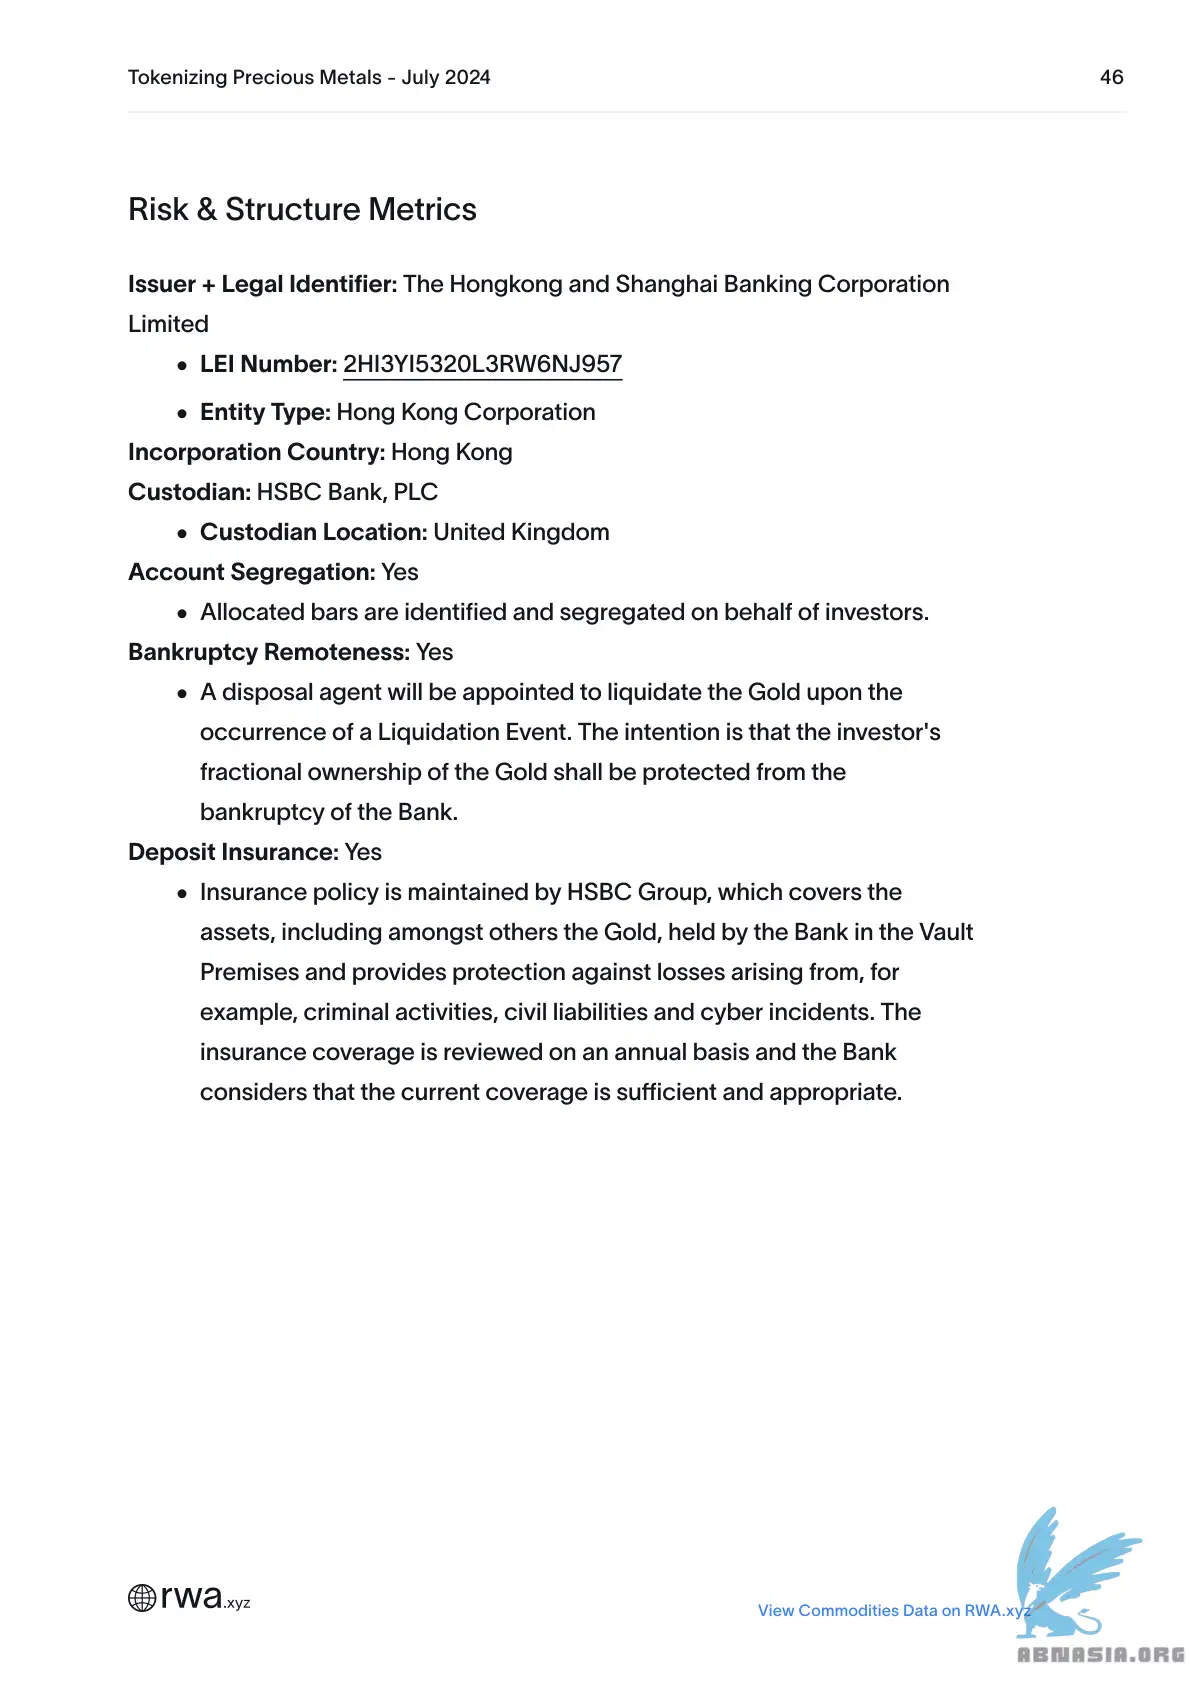 Tokenizing Precious Metals - July 2024
46
Risk & Structure Metrics
Issuer + Legal Identifier: The Hongkong and Shanghai Banking Corporation
Limited
• LEI Number: 2HI3YI5320L3RW6NJ957
• Entity Type: Hong Kong Corporation
Incorporation Country: Hong Kong
Custodian: HSBC Bank, PLC
• Custodian Location: United Kingdom
Account Segregation: Yes
• Allocated bars are identified and segregated on behalf of investors.
Bankruptcy Remoteness: Yes
• A disposal agent will be appointed to liquidate the Gold upon the
occurrence of a Liquidation Event. The intention is that the investor's
fractional ownership of the Gold shall be protected from the
bankruptcy of the Bank.
Deposit Insurance: Yes
• Insurance policy is maintained by HSBC Group, which covers the
assets, including amongst others the Gold, held by the Bank in the Vault
Premises and provides protection against losses arising from, for
example, criminal activities, civil liabilities and cyber incidents. The
insurance coverage is reviewed on an annual basis and the Bank
considers that the current coverage is sufficient and appropriate.
rwa.xyz
View Commodities Data on RWA.xyz
ABNASIA.ORG